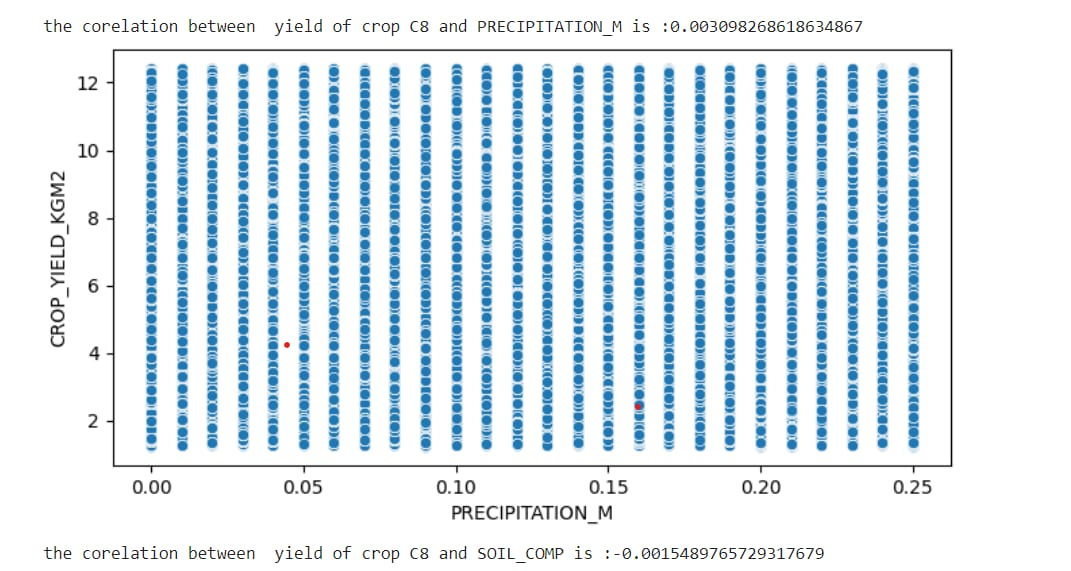 the corelation between  yield of crop C8 and PRECIPITATION_M is :0.003098268618634867
12
10
8
6
4
2
CROP_YIELD_KGM2
0.00 0.05 0.10 0.15 0.20 0.25
PRECIPITATION_M
the corelation between  yield of crop C8 and SOIL_COMP is :-0.0015489765729317679